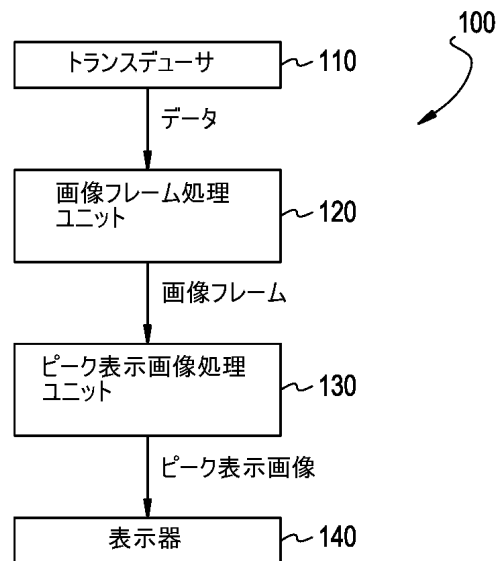 100
トランスデューサ 110
データ
画像フレーム処理
ユニット
120
画像フレーム
ピーク表示画像処理
ユニット
130
ピーク表示画像
表示器 140